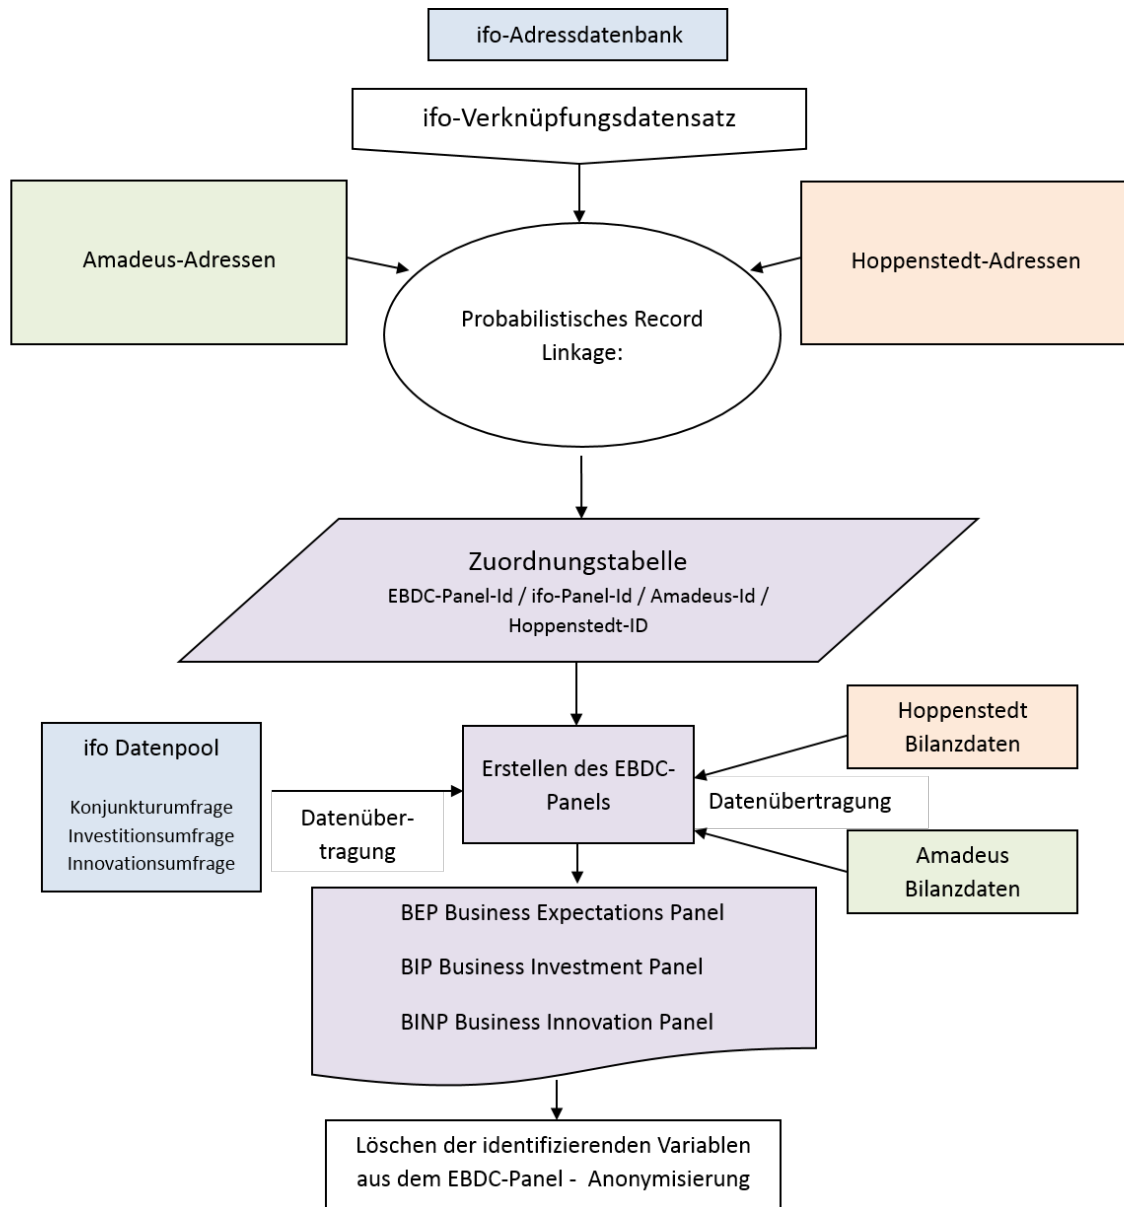 ifo-Adressdatenbank
ifo-Verknüpfungsdatensatz
Amadeus-Adressen
Hoppenstedt-Adressen
Probabilistisches Record
Linkage:
Zuordnungstabelle
EBDC-Panel-Id / ifo-Panel-Id / Amadeus-Id /
Hoppenstedt-ID
ifo Datenpool
Konjunkturumfrage
Investitionsumfrage
Innovationsumfrage
Datenüber-
tragung
Erstellen des EBDC-
Panels
Hoppenstedt
Bilanzdaten
Datenübertragung
Amadeus
Bilanzdaten
BEP Business Expectations Panel
BIP Business Investment Panel
BINP Business Innovation Panel
Löschen der identifizierenden Variablen
aus dem EBDC-Panel - Anonymisierung